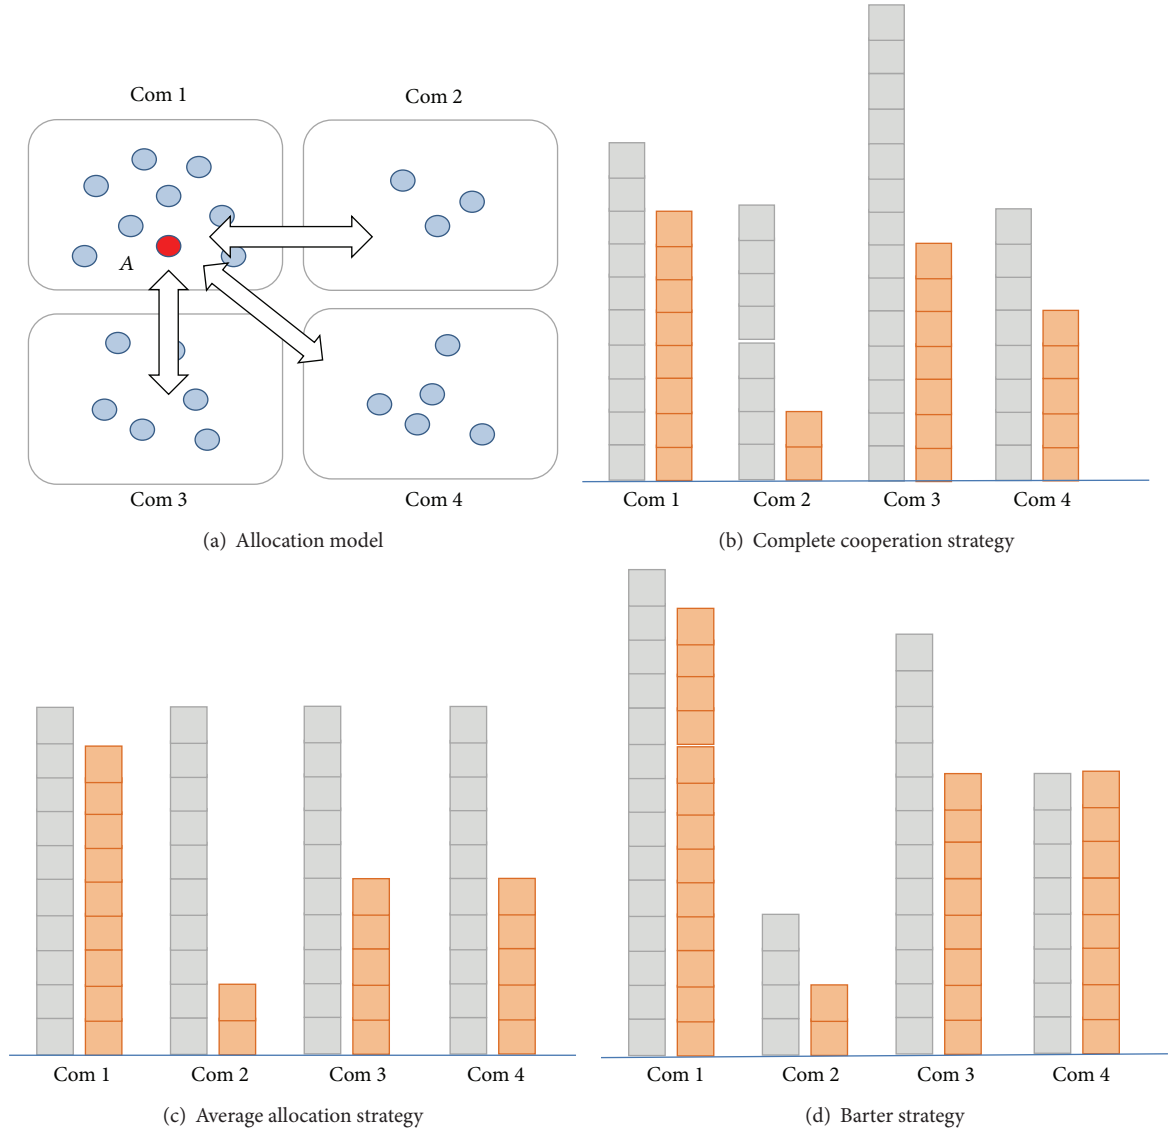 Com 1
Com 2
A
Com 3
Com 4
(a) Allocation model
Com 1
Com 2
Com 3
Com 4
(b) Complete cooperation strategy
Com 1
Com 2
Com 3
Com 4
(c) Average allocation strategy
Com 1
Com 2
Com 3
Com 4
(d) Barter strategy